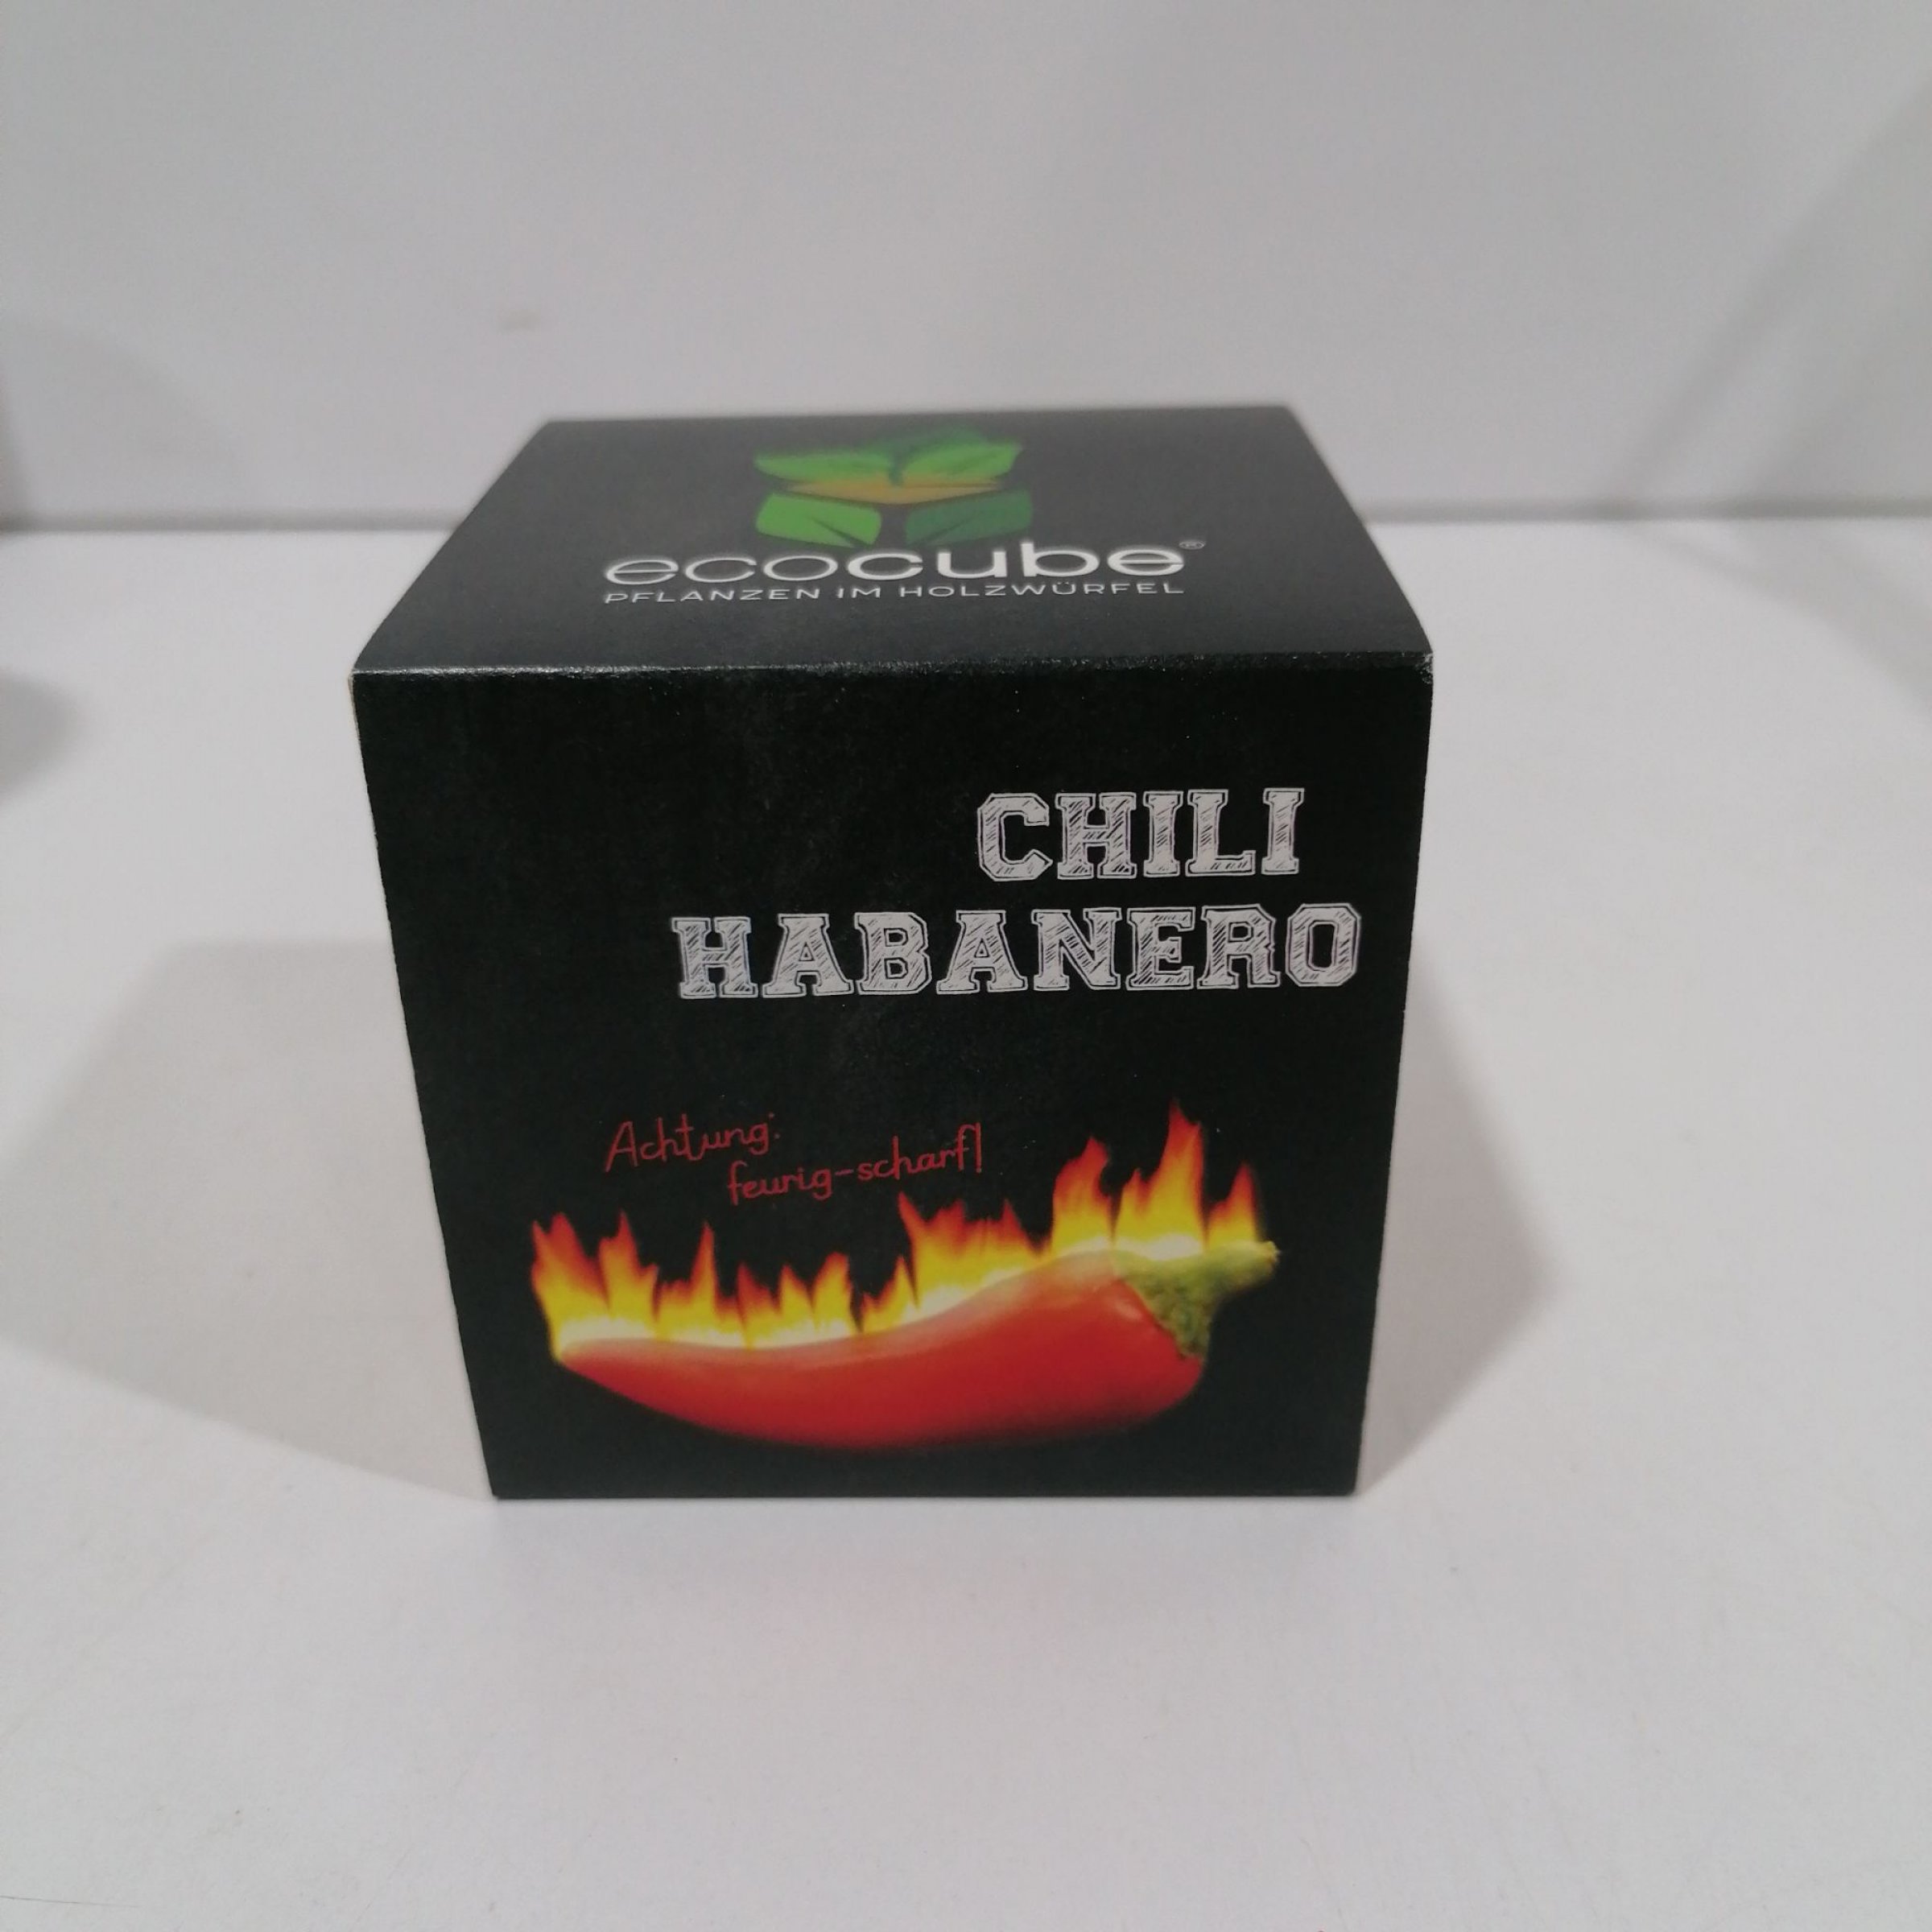 ecocube®
PFLANZEN IM HOLZWÜRFEL
CHILI
HABANERO
Achtung:
feurig-scharf!